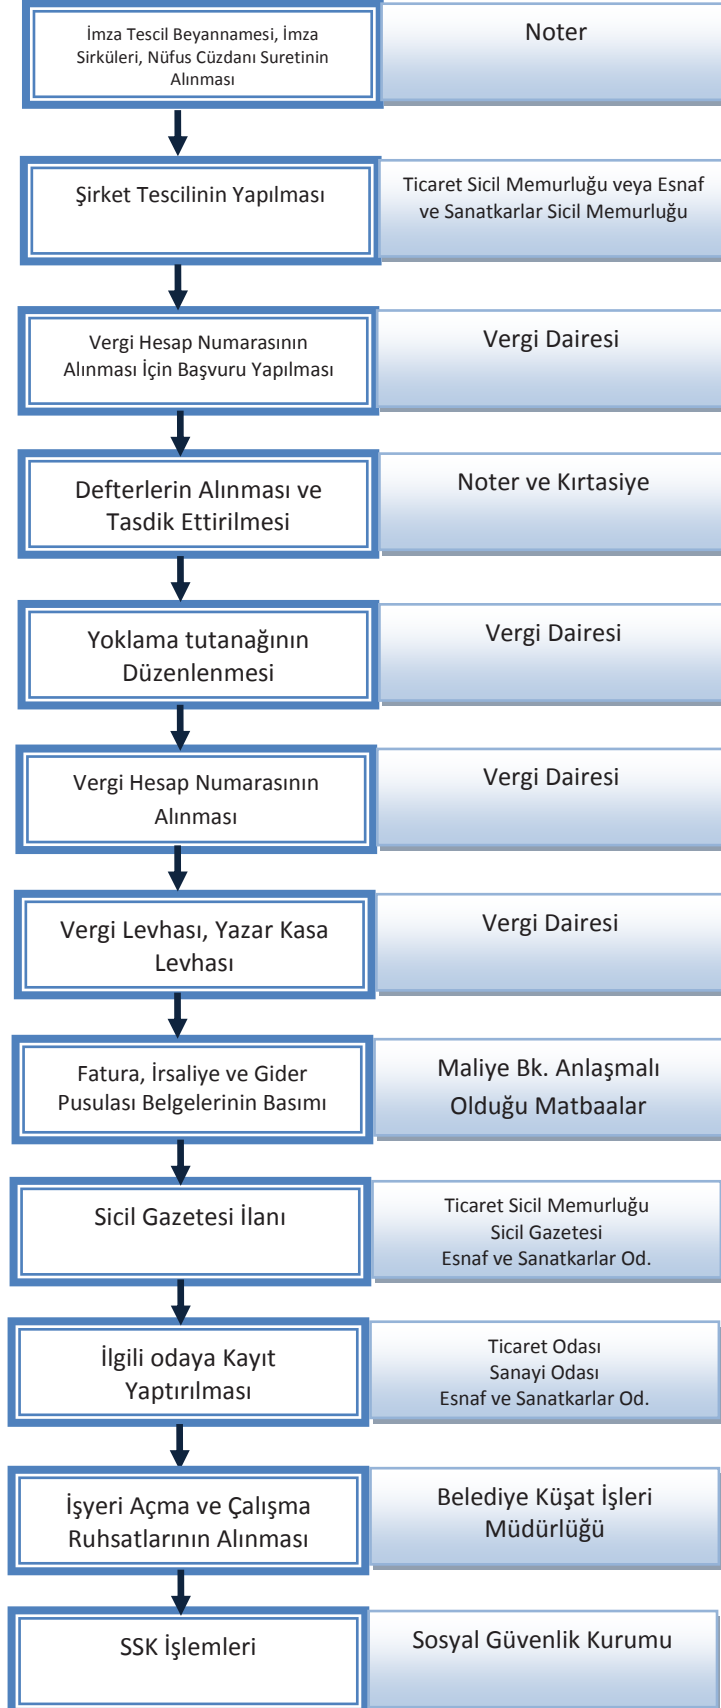 İmza Tescil Beyannamesi, İmza
Sirküleri, Nüfus Cüzdanı Suretinin
Alınması
Noter
Şirket Tescilinin Yapılması
Ticaret Sicil Memurluğu veya Esnaf
ve Sanatkarlar Sicil Memurluğu
Vergi Hesap Numarasının
Alınması İçin Başvuru Yapılması
Vergi Dairesi
Defterlerin Alınması ve
Tasdik Ettirilmesi
Noter ve Kırtasiye
Yoklama tutanağının
Düzenlenmesi
Vergi Dairesi
Vergi Hesap Numarasının
Alınması
Vergi Dairesi
Vergi Levhası, Yazar Kasa
Levhası
Vergi Dairesi
Fatura, İrsaliye ve Gider
Pusulası Belgelerinin Basımı
Maliye Bk. Anlaşmalı
Olduğu Matbaalar
Sicil Gazetesi İlanı
Ticaret Sicil Memurluğu
Sicil Gazetesi
Esnaf ve Sanatkarlar Od.
İlgili odaya Kayıt
Yaptırılması
Ticaret Odası
Sanayi Odası
Esnaf ve Sanatkarlar Od.
İşyeri Açma ve Çalışma
Ruhsatlarının Alınması
Belediye Küşat İşleri
Müdürlüğü
SSK İşlemleri
Sosyal Güvenlik Kurumu